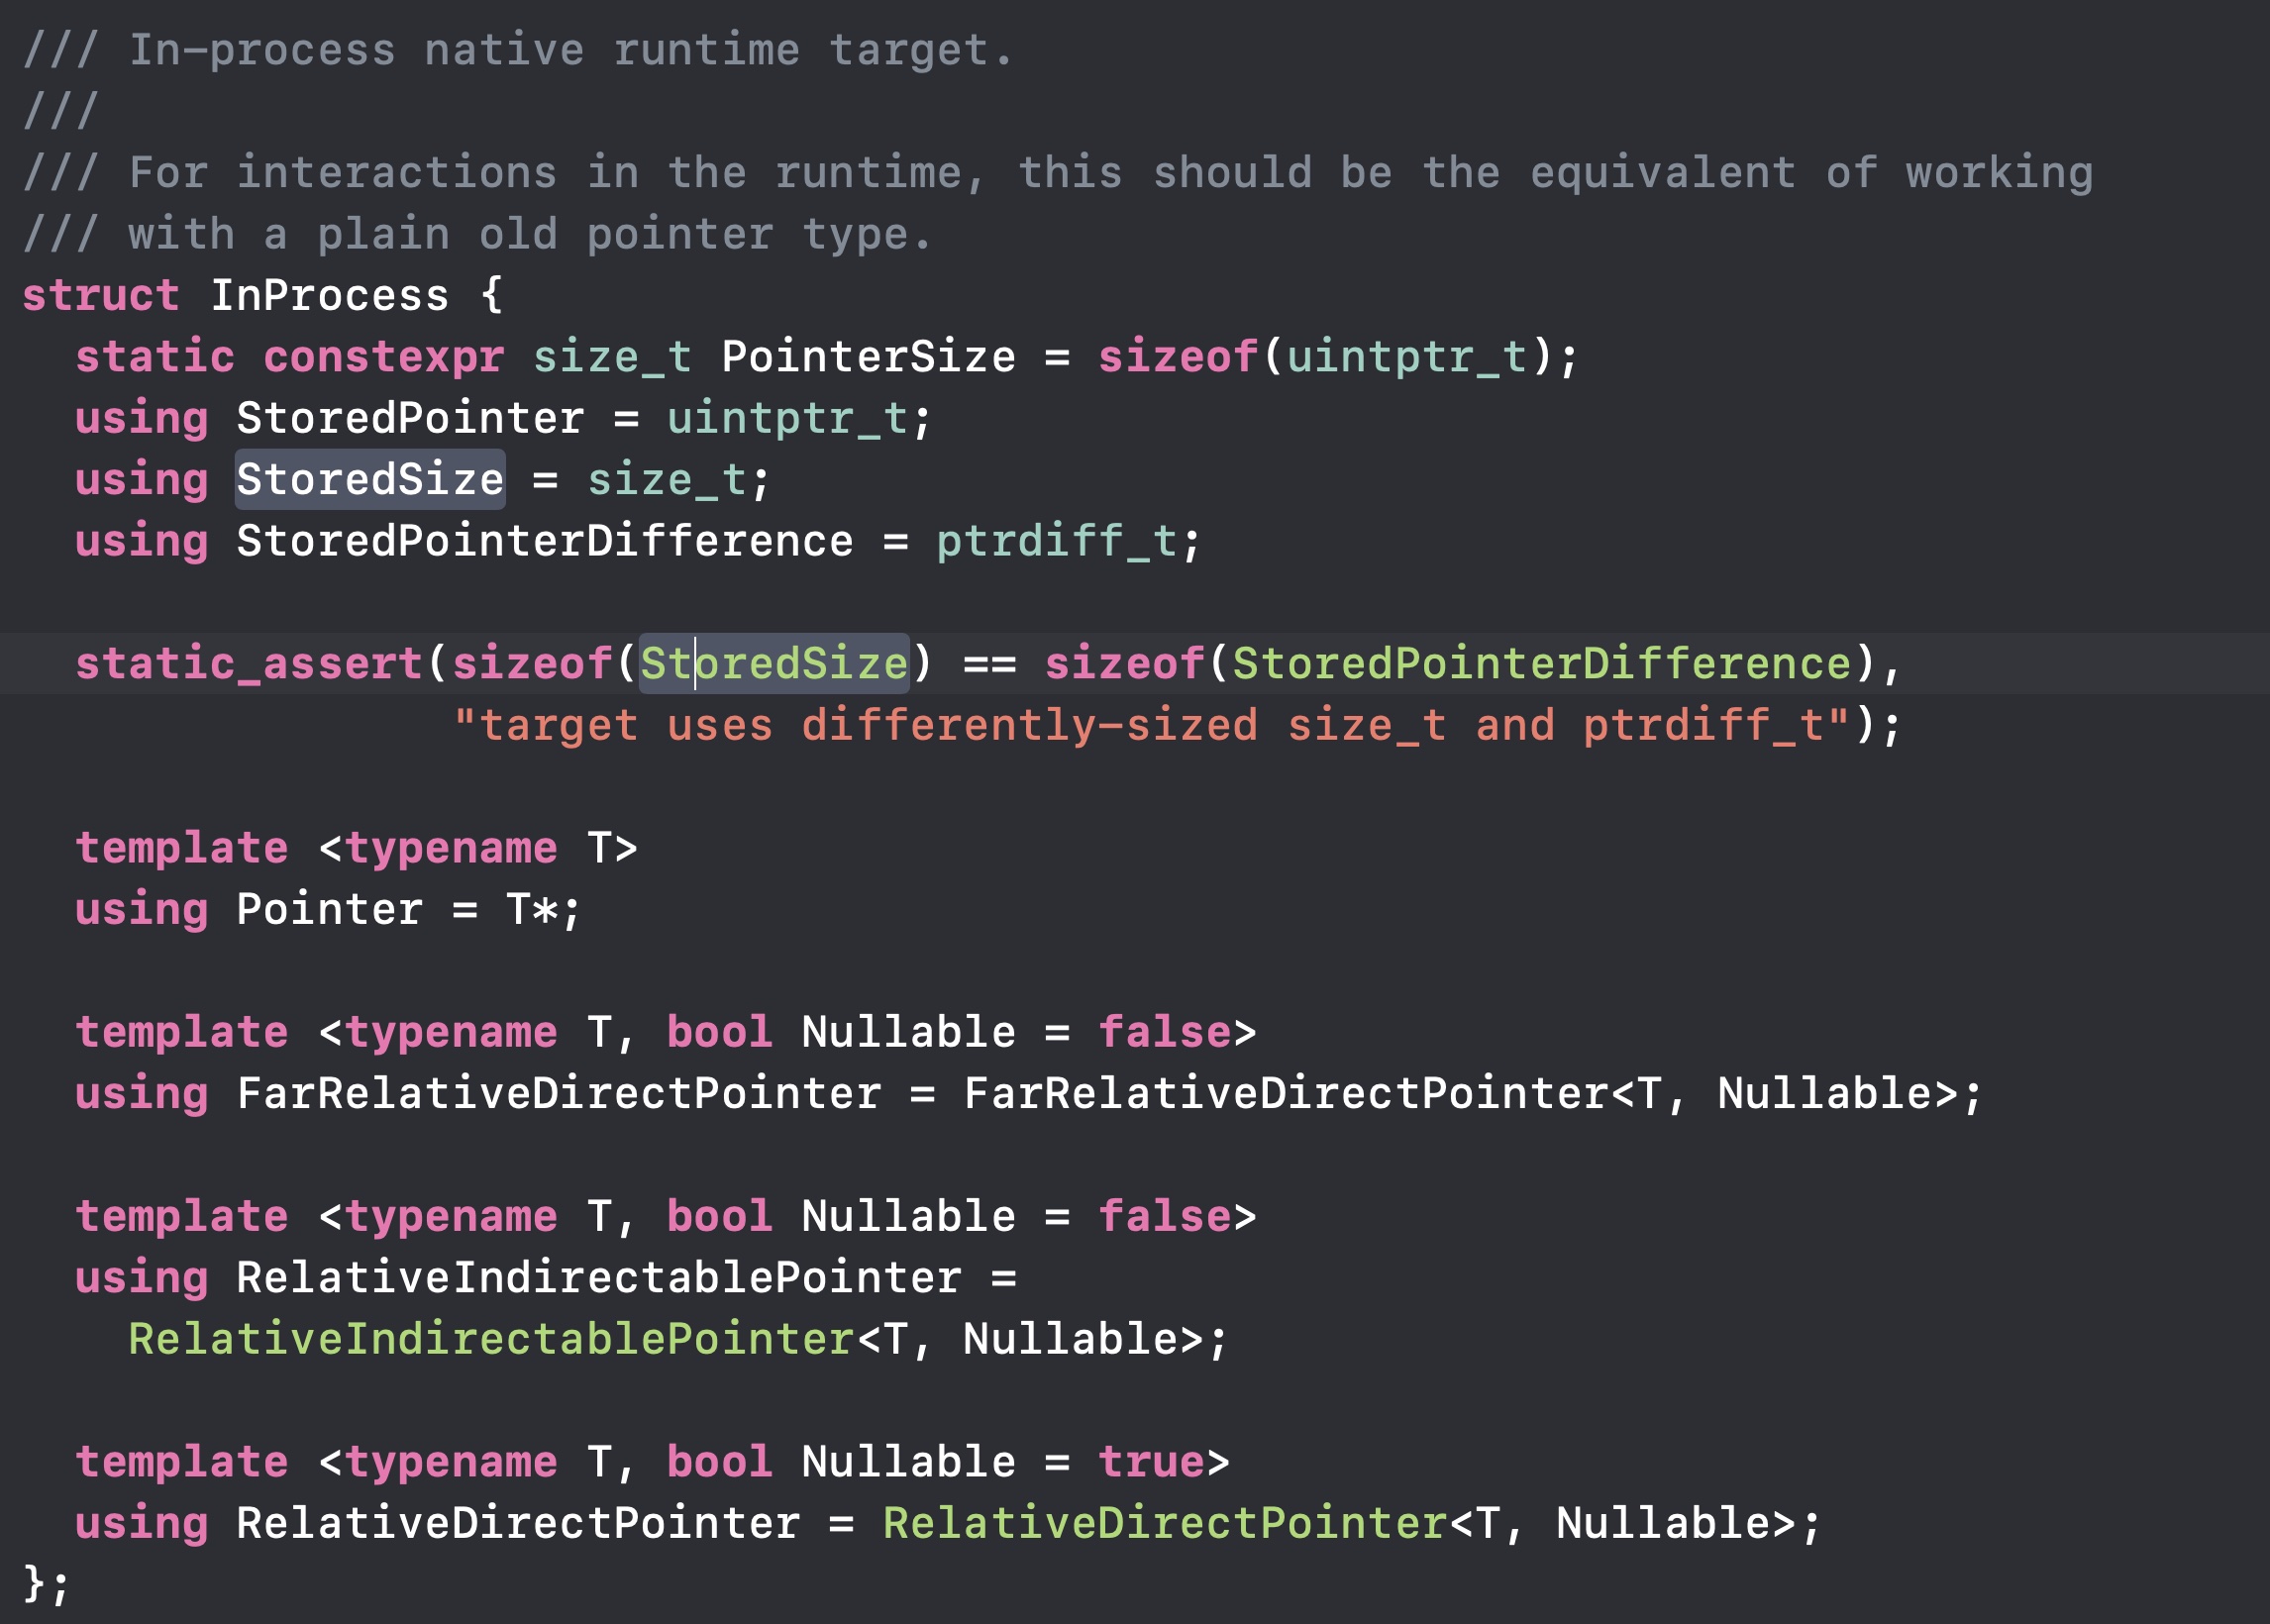 /// In-process native runtime target.
///
/// For interactions in the runtime, this should be the equivalent of working
/// with a plain old pointer type.
struct InProcess {
  static constexpr size_t PointerSize = sizeof(uintptr_t);
  using StoredPointer = uintptr_t;
  using StoredSize = size_t;
  using StoredPointerDifference = ptrdiff_t;

  static_assert(sizeof(StoredSize) == sizeof(StoredPointerDifference),
                "target uses differently-sized size_t and ptrdiff_t");

  template <typename T>
  using Pointer = T*;

  template <typename T, bool Nullable = false>
  using FarRelativeDirectPointer = FarRelativeDirectPointer<T, Nullable>;

  template <typename T, bool Nullable = false>
  using RelativeIndirectablePointer =
    RelativeIndirectablePointer<T, Nullable>;

  template <typename T, bool Nullable = true>
  using RelativeDirectPointer = RelativeDirectPointer<T, Nullable>;
};